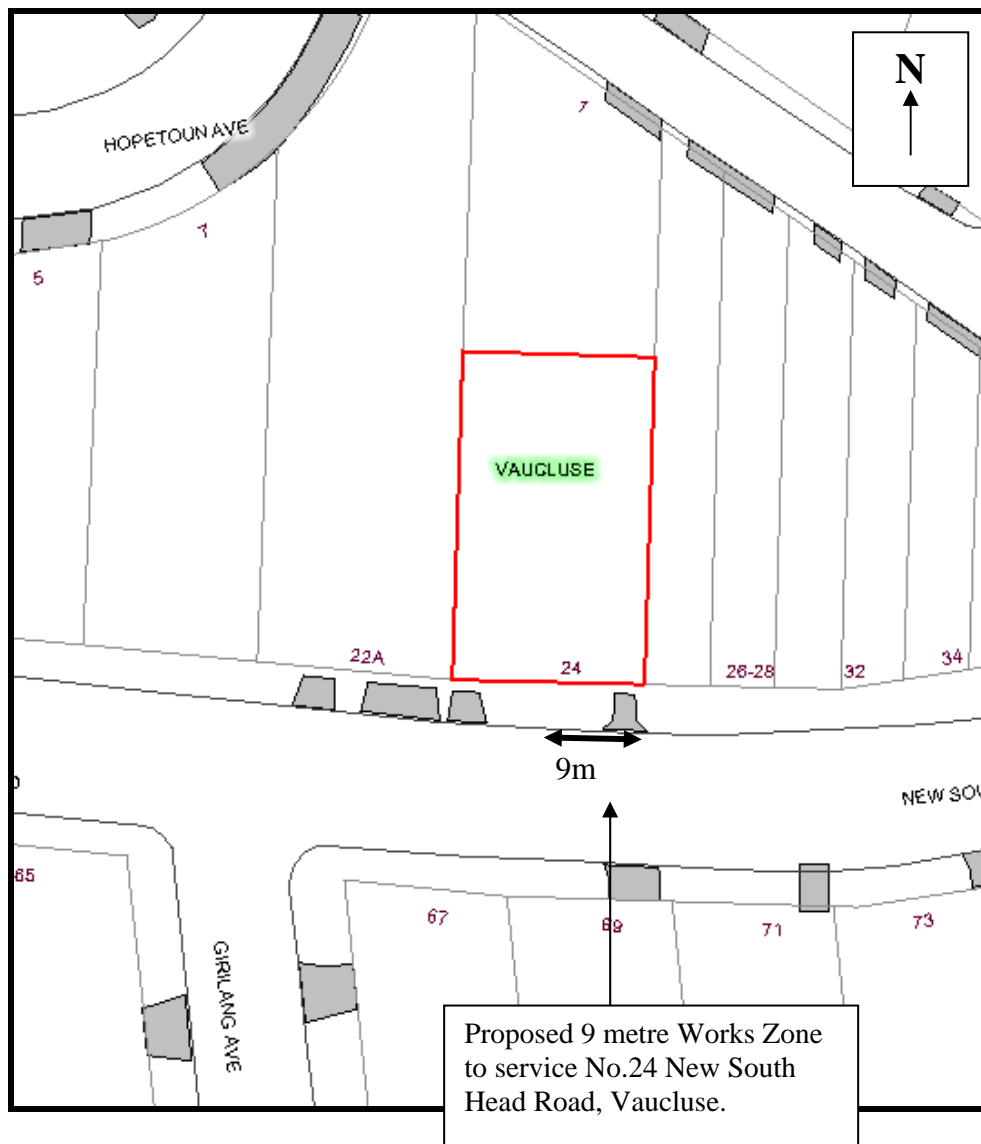 N
HOPETOUN AVE
7
7
5
VAUCLUSE
22A
24
26-28
32
34
9m
NEW SOU
65
67
69
71
73
GIRILANG AVE
Proposed 9 metre Works Zone
to service No.24 New South
Head Road, Vaucluse.